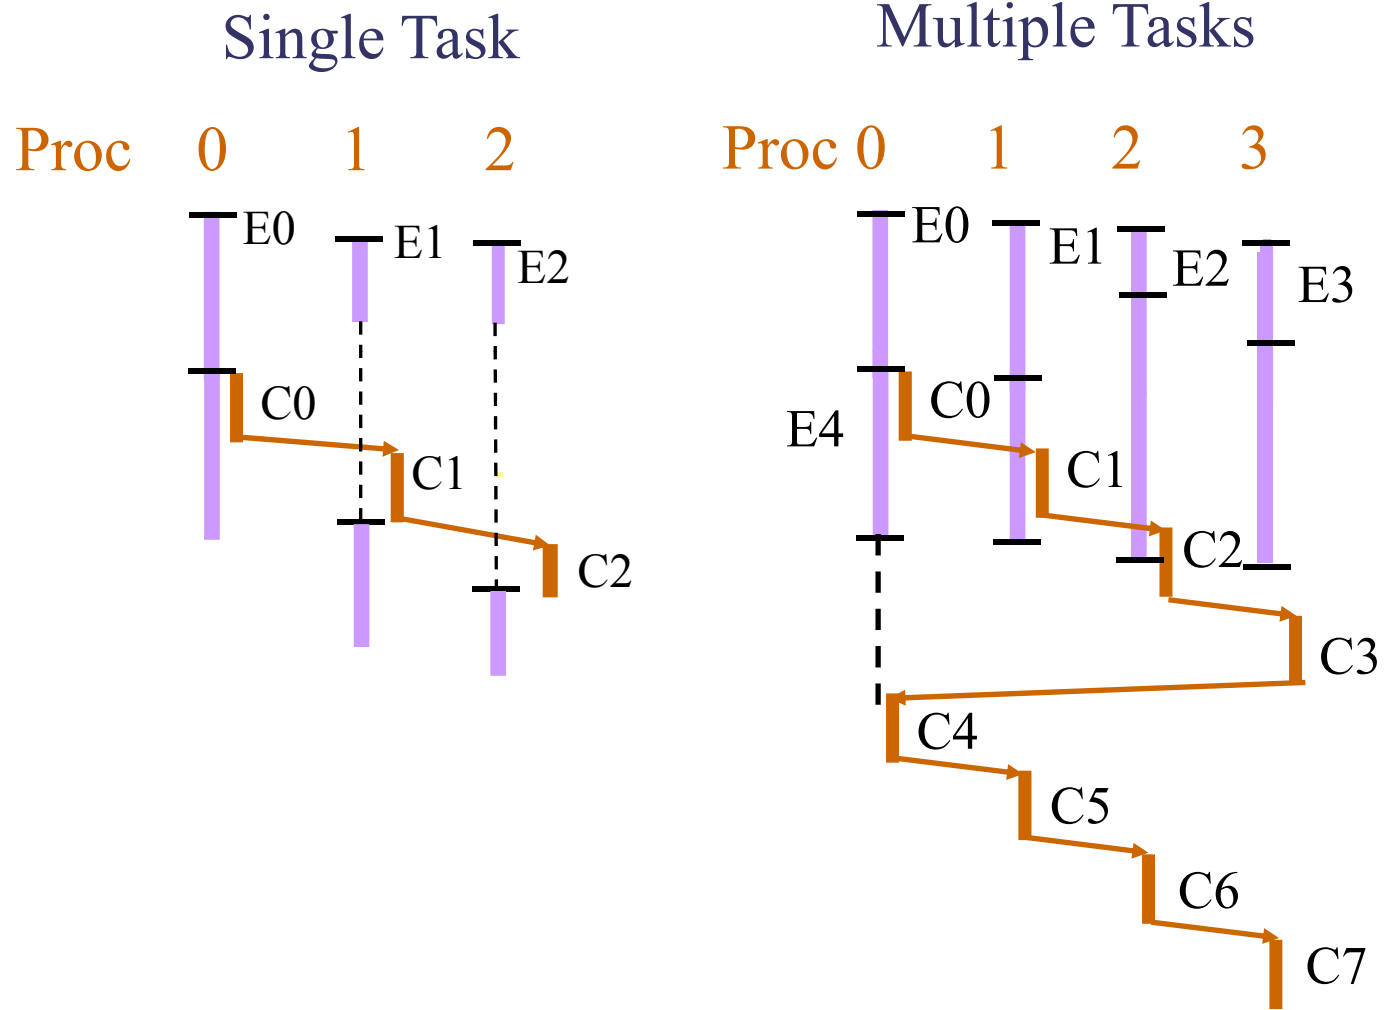 Single Task
Multiple Tasks
Proc 0 1 2
Proc 0 1 2 3
E0
E1
E2
C0
C1
C2
E0
E1
E2
E3
E4
C0
C1
C2
C3
C4
C5
C6
C7